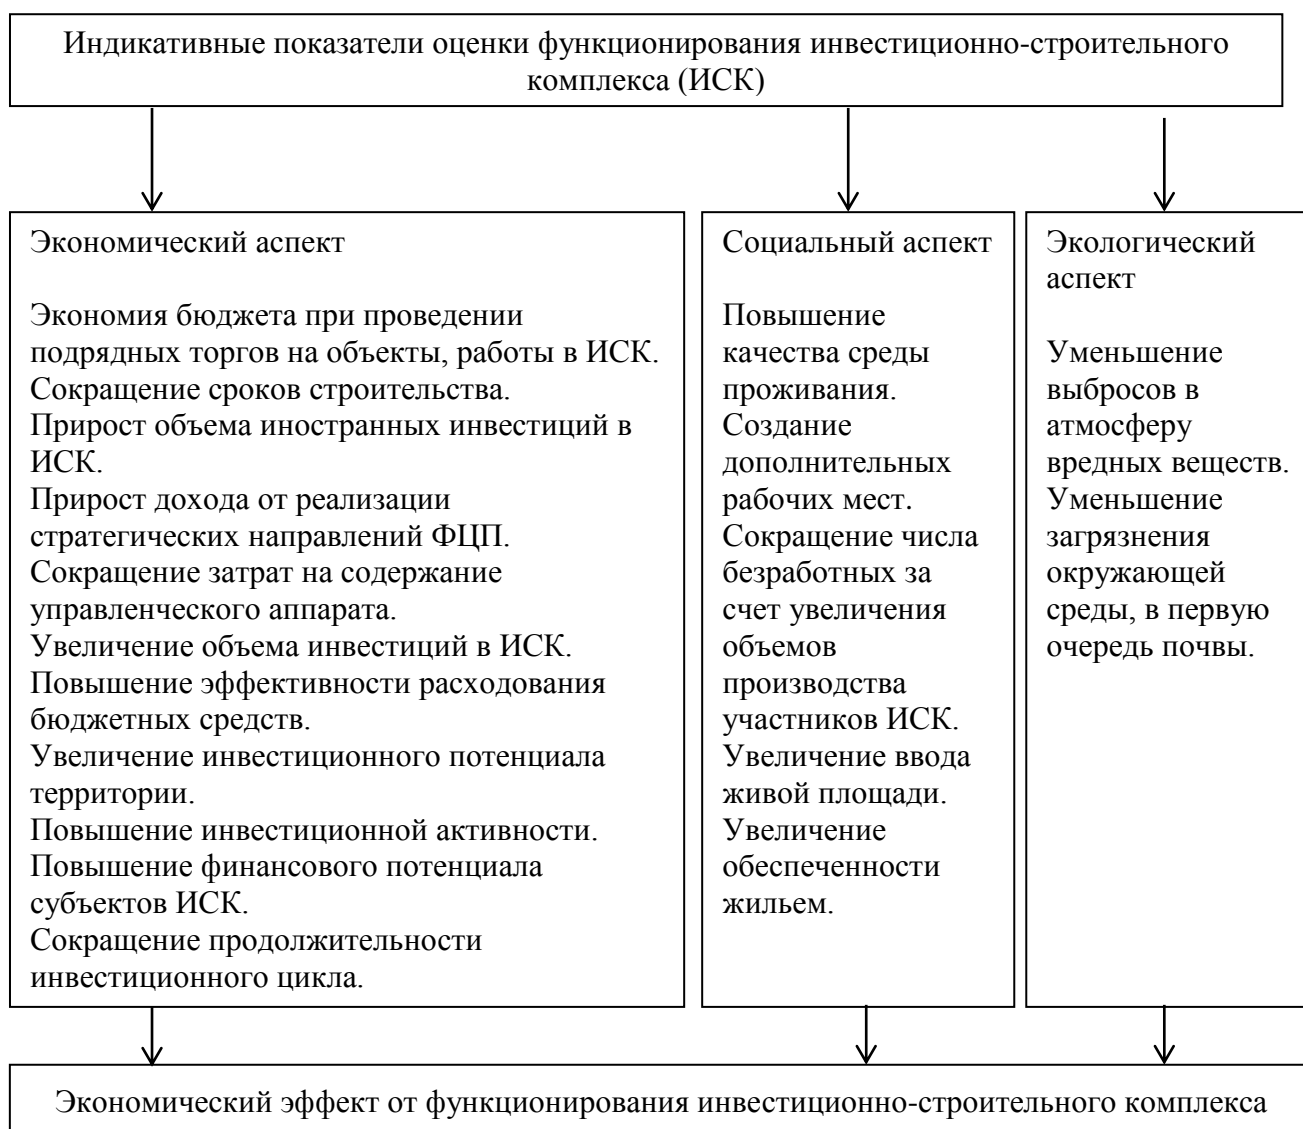 Индикативные показатели оценки функционирования инвестиционно-строительного
комплекса (ИСК)
Экономический аспект
Экономия бюджета при проведении
подрядных торгов на объекты, работы в ИСК.
Сокращение сроков строительства.
Прирост объема иностранных инвестиций в
ИСК.
Прирост дохода от реализации
стратегических направлений ФЦП.
Сокращение затрат на содержание
управленческого аппарата.
Увеличение объема инвестиций в ИСК.
Повышение эффективности расходования
бюджетных средств.
Увеличение инвестиционного потенциала
территории.
Повышение инвестиционной активности.
Повышение финансового потенциала
субъектов ИСК.
Сокращение продолжительности
инвестиционного цикла.
Социальный аспект
Повышение
качества среды
проживания.
Создание
дополнительных
рабочих мест.
Сокращение числа
безработных за
счет увеличения
объемов
производства
участников ИСК.
Увеличение ввода
живой площади.
Увеличение
обеспеченности
жильем.
Экологический
аспект
Уменьшение
выбросов в
атмосферу
вредных веществ.
Уменьшение
загрязнения
окружающей
среды, в первую
очередь почвы.
Экономический эффект от функционирования инвестиционно-строительного комплекса